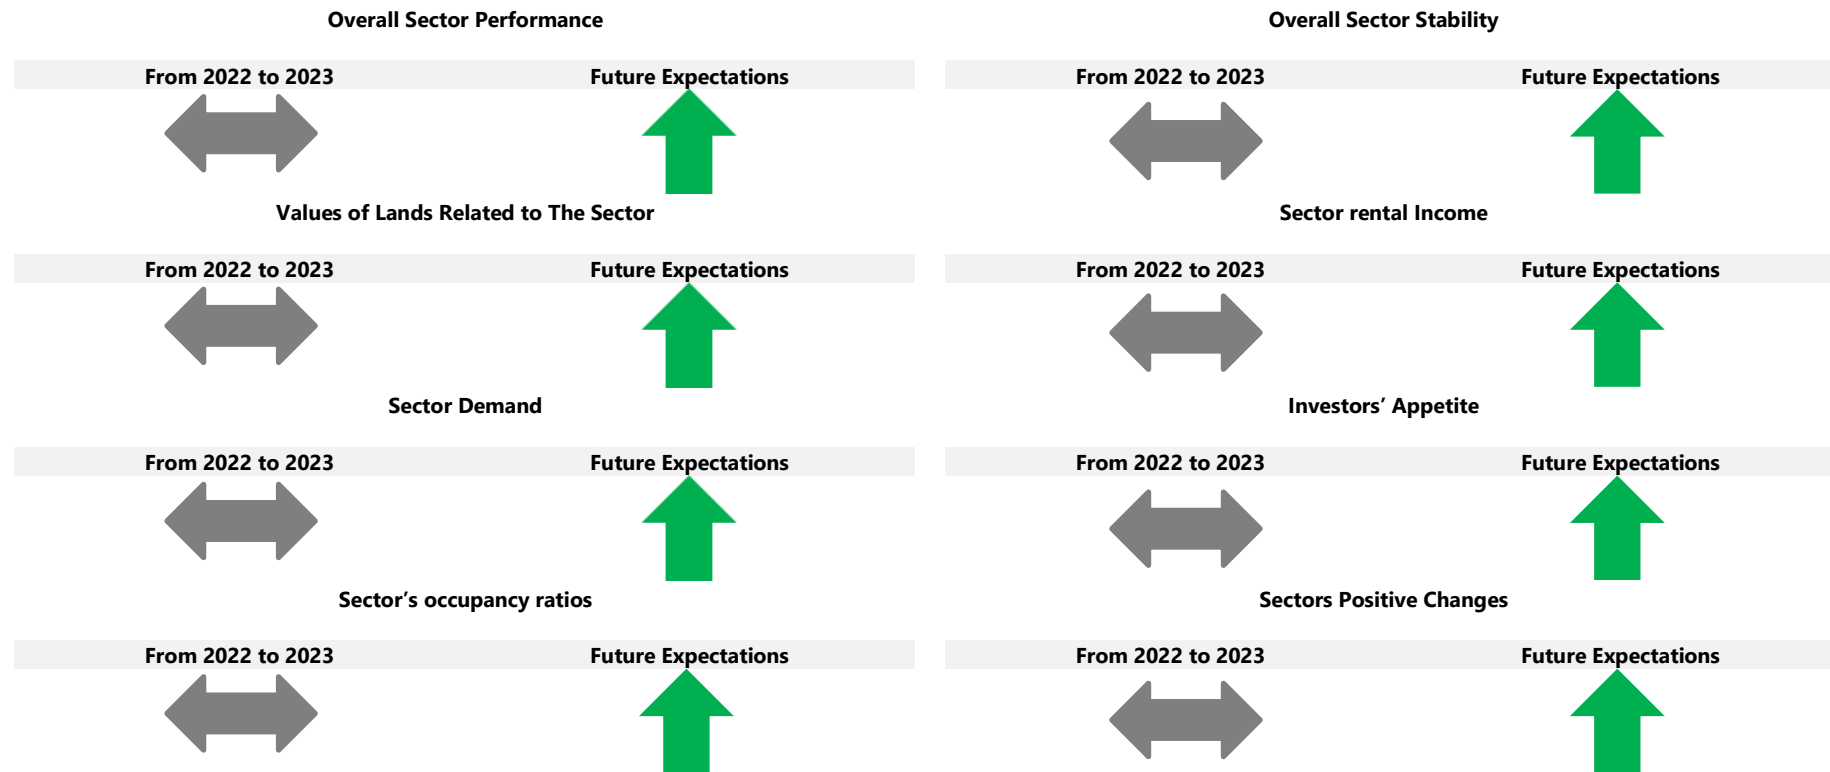 Overall Sector Performance
Overall Sector Stability
From 2022 to 2023 Future Expectations
From 2022 to 2023 Future Expectations
Values of Lands Related to The Sector
Sector rental Income
From 2022 to 2023 Future Expectations
From 2022 to 2023 Future Expectations
Sector Demand
Investors’ Appetite
From 2022 to 2023 Future Expectations
From 2022 to 2023 Future Expectations
Sector’s occupancy ratios
Sectors Positive Changes
From 2022 to 2023 Future Expectations
From 2022 to 2023 Future Expectations